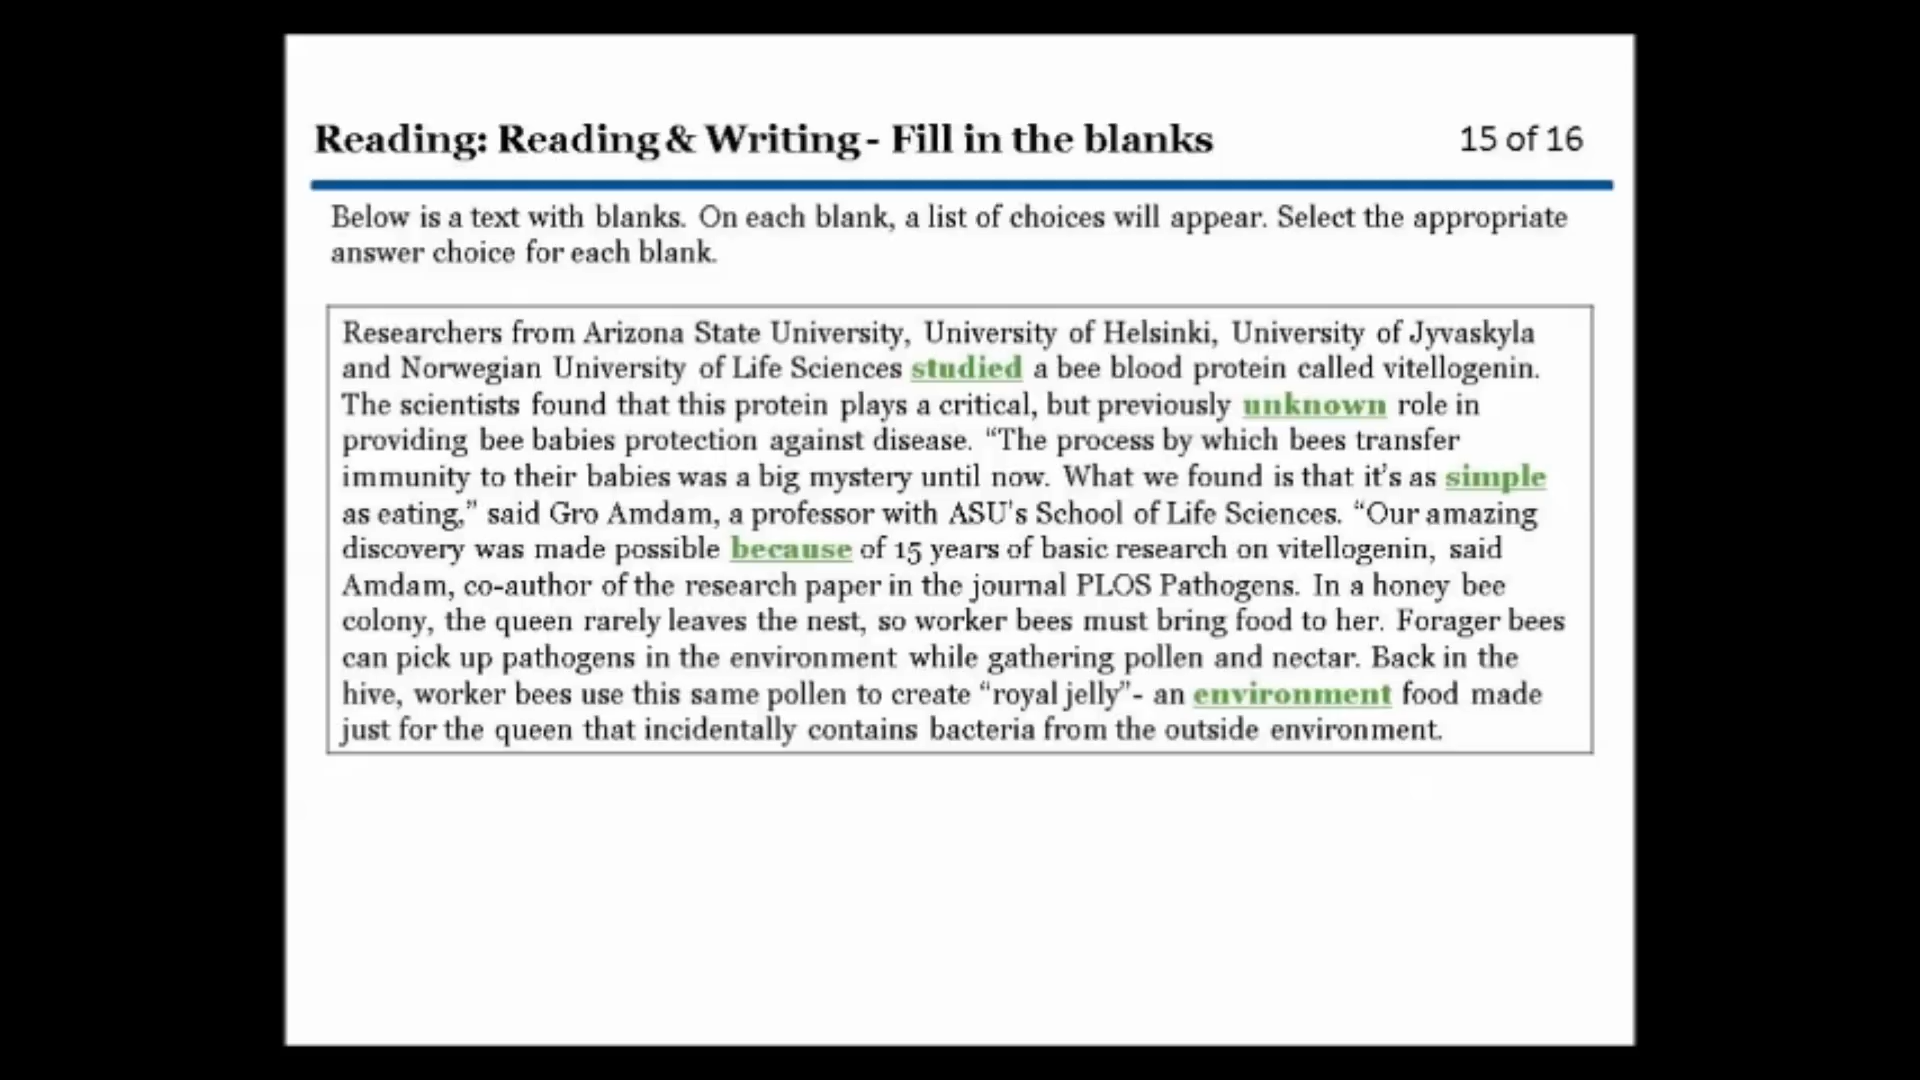 Reading: Reading & Writing - Fill in the blanks 15 of 16
Below is a text with blanks. On each blank, a list of choices will appear. Select the appropriate
answer choice for each blank.
Researchers from Arizona State University, University of Helsinki, University of Jyvaskyla
and Norwegian University of Life Sciences studied a bee blood protein called vitellogenin.
The scientists found that this protein plays a critical, but previously unknown role in
providing bee babies protection against disease. “The process by which bees transfer
immunity to their babies was a big mystery until now. What we found is that it’s as simple
as eating,” said Gro Amdam, a professor with ASU's School of Life Sciences. “Our amazing
discovery was made possible because of 15 years of basic research on vitellogenin, said
Amdam, co-author of the research paper in the journal PLOS Pathogens. In a honey bee
colony, the queen rarely leaves the nest, so worker bees must bring food to her. Forager bees
can pick up pathogens in the environment while gathering pollen and nectar. Back in the
hive, worker bees use this same pollen to create “royal jelly”- an environment food made
just for the queen that incidentally contains bacteria from the outside environment.